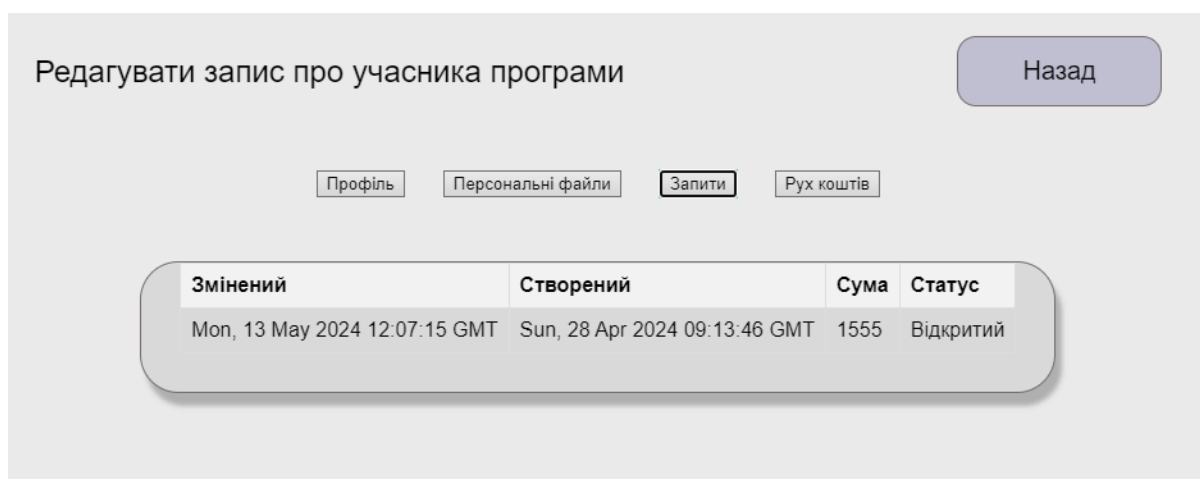 Редагувати запис про учасника програми
Назад
Профіль Персональні файли Запити Рух коштів
Змінений Створений Сума Статус
Mon, 13 May 2024 12:07:15 GMT Sun, 28 Apr 2024 09:13:46 GMT 1555 Відкритий